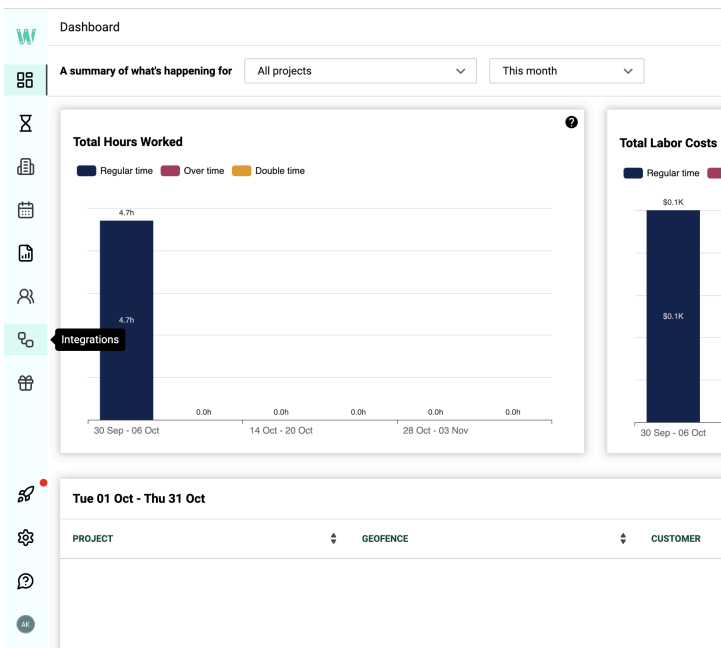 W
Dashboard
A summary of what's happening for All projects This month
Total Hours Worked
Regular time Over time Double time
4.7h
4.7h
0.0h 0.0h 0.0h 0.0h 0.0h
30 Sep - 06 Oct 14 Oct - 20 Oct 28 Oct - 03 Nov
Total Labor Costs
Regular time
$0.1K
$0.1K
30 Sep - 06 Oct
Integrations
Tue 01 Oct - Thu 31 Oct
PROJECT GEOFENCE CUSTOMER
AK